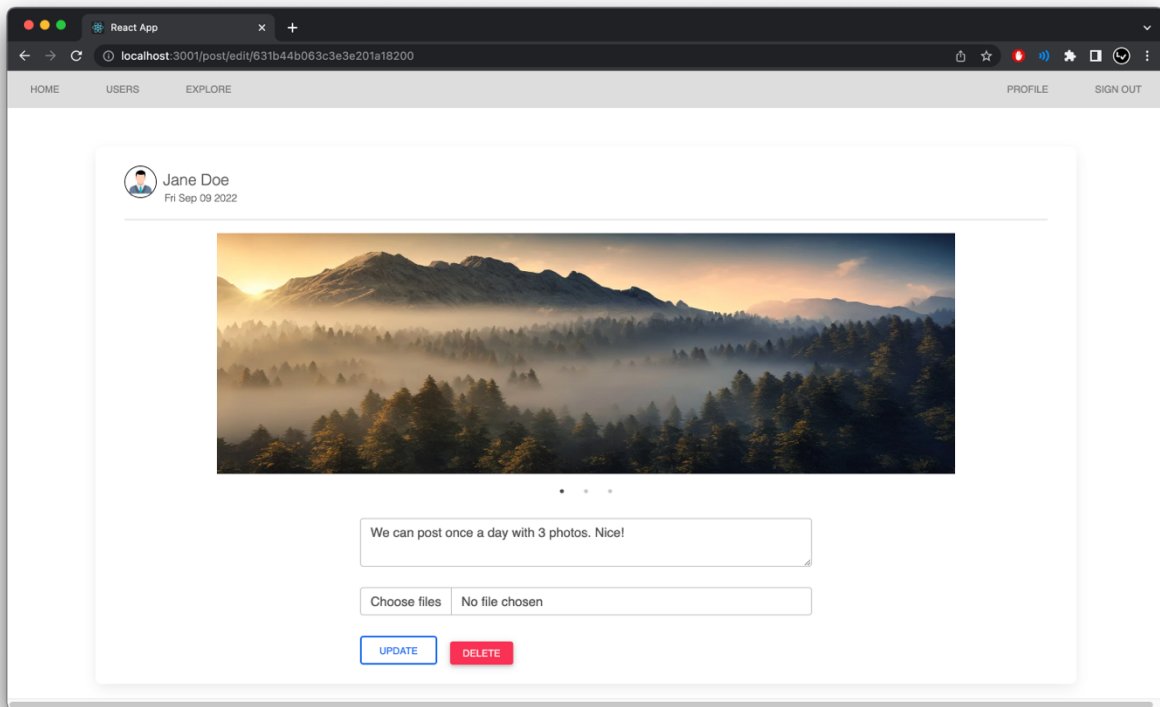 React App
localhost:3001/post/edit/631b44b063c3e3e201a18200
HOME USERS EXPLORE PROFILE SIGN OUT
Jane Doe
Fri Sep 09 2022
We can post once a day with 3 photos. Nice!
Choose files No file chosen
UPDATE DELETE